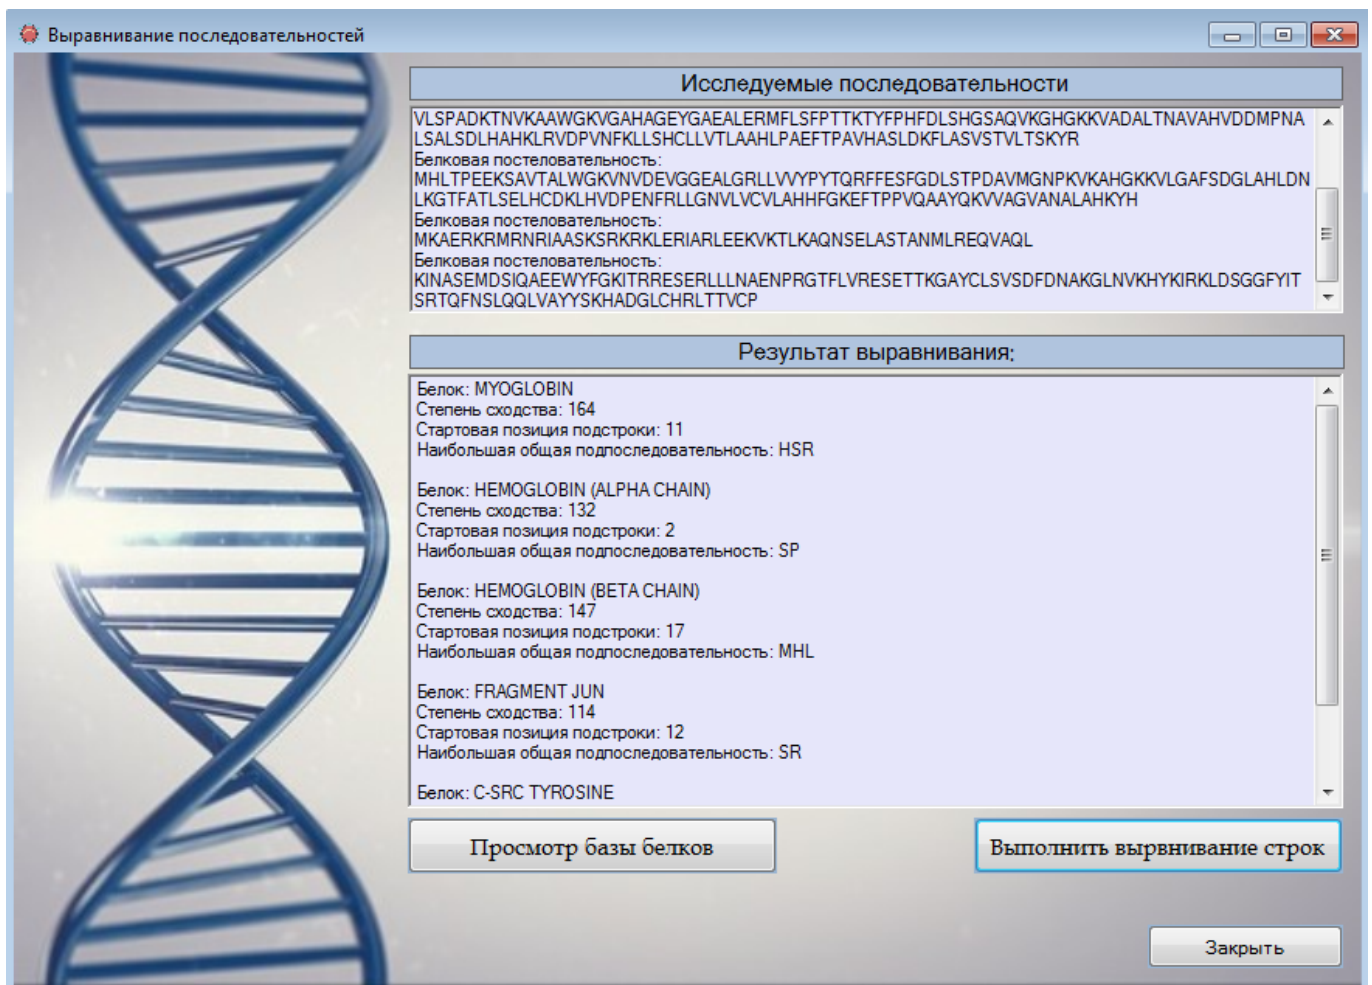 Выравнивание последовательностей
Исследуемые последовательности
VLSPADKTNVKAAWGKVGAHAGEYGAEALERMFLSFPTTKTYFPHFDLSHGSAQVKGHGKKVADALTNAVAHVDDMPNA
LSALSDLHAHKLRVDPVNFKLLSHCLLVTLAAHLPAEFTPAVHASLDKFLASVSTVLTSKYR
Белковая постеловательность:
MHLTPEEKSAVTALWGKVNVDEVGGEALGRLLVVYPYTQRFFESFGDLSTPDAVMGNPKVKAHGKKVLGAFSDGLAHLDN
LKGTFATLSELHCDKLHVDPENFRLLGNVLVCVLAHHFGKEFTPPVQAAYQKVVAGVANALAHKYH
Белковая постеловательность:
MKAERKRMRNRIAASKSRKRKLERIARLEEKVKTLKAQNSELASTANMLREQVAQL
Белковая постеловательность:
KINASEMDSIQAEEWYFGKITRRESERLLLNAENPRGTFLVRESETTKGAYCLSVSDFDNAKGLNVKHYKIRKLDSGGFYIT
SRTQFNSLQQLVAYYSKHADGLCHRLTTVCP
Результат выравнивания:
Белок: MYOGLOBIN
Степень сходства: 164
Стартовая позиция подстроки: 11
Наибольшая общая подпоследовательность: HSR
Белок: HEMOGLOBIN (ALPHA CHAIN)
Степень сходства: 132
Стартовая позиция подстроки: 2
Наибольшая общая подпоследовательность: SP
Белок: HEMOGLOBIN (BETA CHAIN)
Степень сходства: 147
Стартовая позиция подстроки: 17
Наибольшая общая подпоследовательность: MHL
Белок: FRAGMENT JUN
Степень сходства: 114
Стартовая позиция подстроки: 12
Наибольшая общая подпоследовательность: SR
Белок: C-SRC TYROSINE
Просмотр базы белков
Выполнить вырвнивание строк
Закрыть